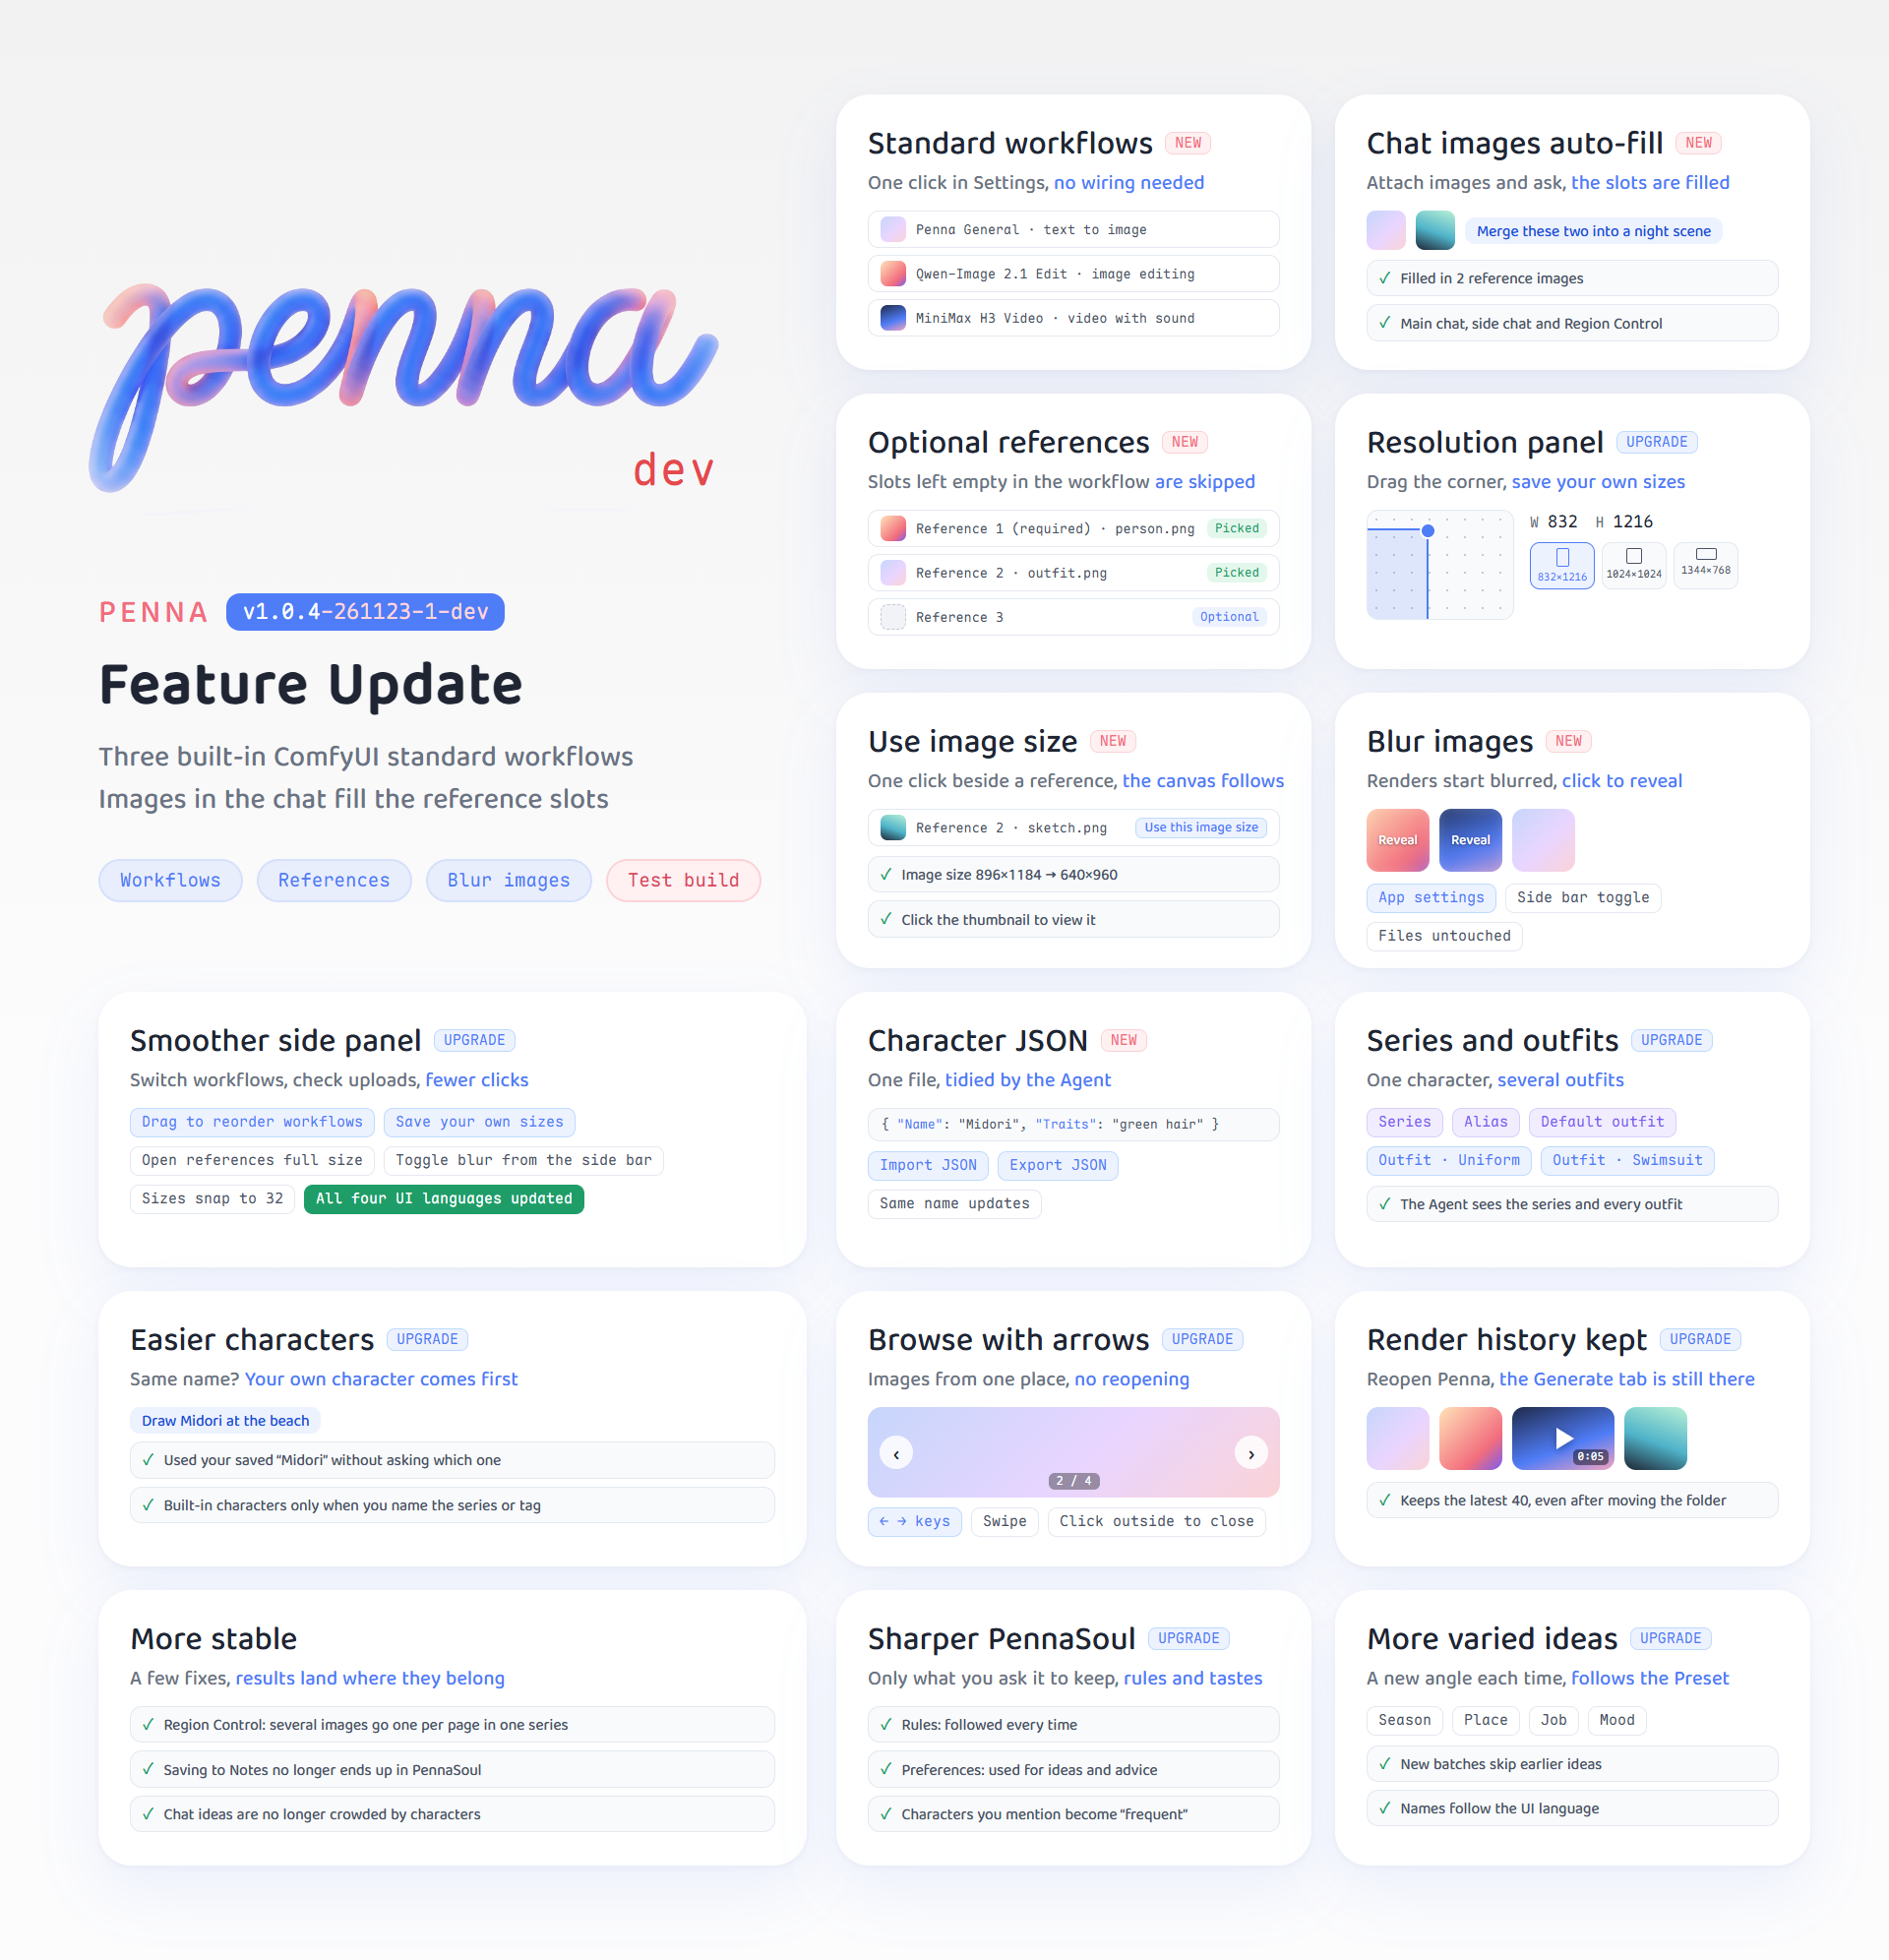 penna
dev
PENNA v1.0.4-261123-1-dev
Feature Update
Three built-in ComfyUI standard workflows
Images in the chat fill the reference slots
Workflows References Blur images Test build
Standard workflows NEW
One click in Settings, no wiring needed
Penna General · text to image
Qwen-Image 2.1 Edit · image editing
MiniMax H3 Video · video with sound
Chat images auto-fill NEW
Attach images and ask, the slots are filled
Merge these two into a night scene
✓ Filled in 2 reference images
✓ Main chat, side chat and Region Control
Optional references NEW
Slots left empty in the workflow are skipped
Reference 1 (required) · person.png Picked
Reference 2 · outfit.png Picked
Reference 3 Optional
Resolution panel UPGRADE
Drag the corner, save your own sizes
W 832 H 1216
832×1216 1024×1024 1344×768
Use image size NEW
One click beside a reference, the canvas follows
Reference 2 · sketch.png Use this image size
✓ Image size 896×1184 → 640×960
✓ Click the thumbnail to view it
Blur images NEW
Renders start blurred, click to reveal
Reveal Reveal
App settings Side bar toggle
Files untouched
Smoother side panel UPGRADE
Switch workflows, check uploads, fewer clicks
Drag to reorder workflows Save your own sizes
Open references full size Toggle blur from the side bar
Sizes snap to 32 All four UI languages updated
Character JSON NEW
One file, tidied by the Agent
{ "Name": "Midori", "Traits": "green hair" }
Import JSON Export JSON
Same name updates
Series and outfits UPGRADE
One character, several outfits
Series Alias Default outfit
Outfit · Uniform Outfit · Swimsuit
✓ The Agent sees the series and every outfit
Easier characters UPGRADE
Same name? Your own character comes first
Draw Midori at the beach
✓ Used your saved “Midori” without asking which one
✓ Built-in characters only when you name the series or tag
Browse with arrows UPGRADE
Images from one place, no reopening
‹ ›
2 / 4
← → keys Swipe Click outside to close
Render history kept UPGRADE
Reopen Penna, the Generate tab is still there
0:05
✓ Keeps the latest 40, even after moving the folder
More stable
A few fixes, results land where they belong
✓ Region Control: several images go one per page in one series
✓ Saving to Notes no longer ends up in PennaSoul
✓ Chat ideas are no longer crowded by characters
Sharper PennaSoul UPGRADE
Only what you ask it to keep, rules and tastes
✓ Rules: followed every time
✓ Preferences: used for ideas and advice
✓ Characters you mention become “frequent”
More varied ideas UPGRADE
A new angle each time, follows the Preset
Season Place Job Mood
✓ New batches skip earlier ideas
✓ Names follow the UI language